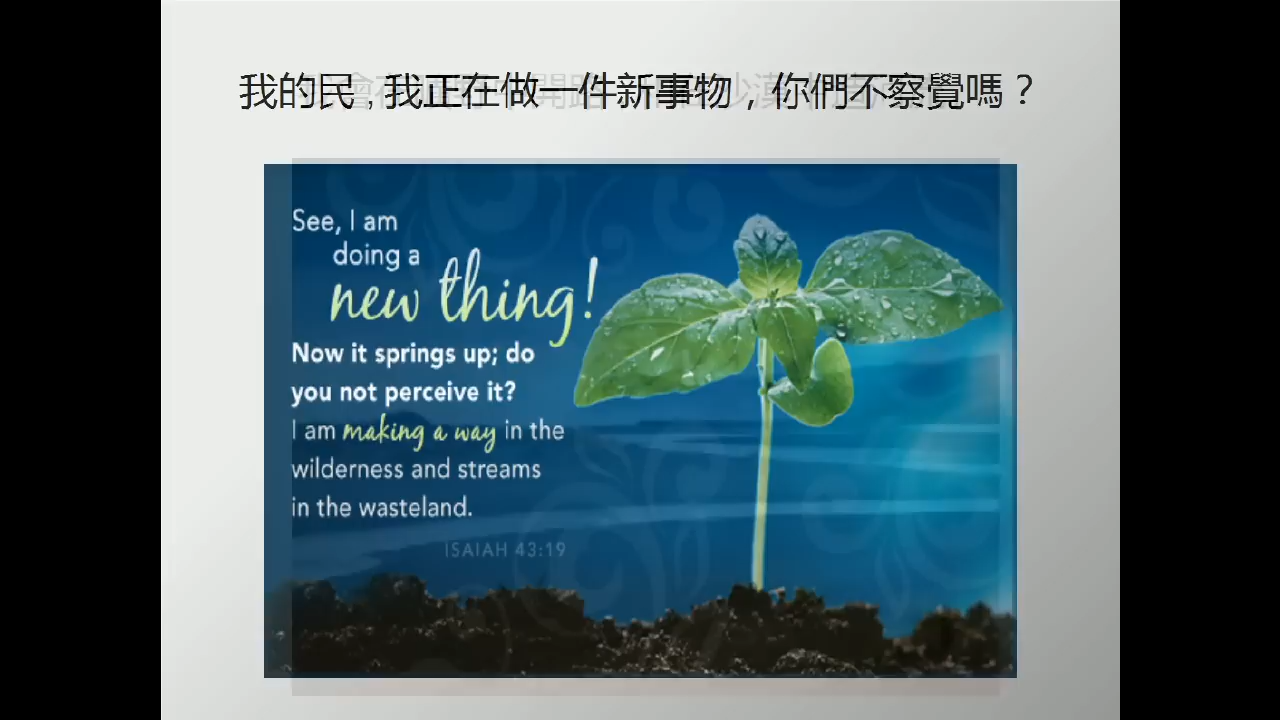 我的民，我正在做一件新事物，你們不察覺嗎？
See, I am
doing a
new thing!
Now it springs up; do
you not perceive it?
I am making a way in the
wilderness and streams
in the wasteland.
ISAIAH 43:19